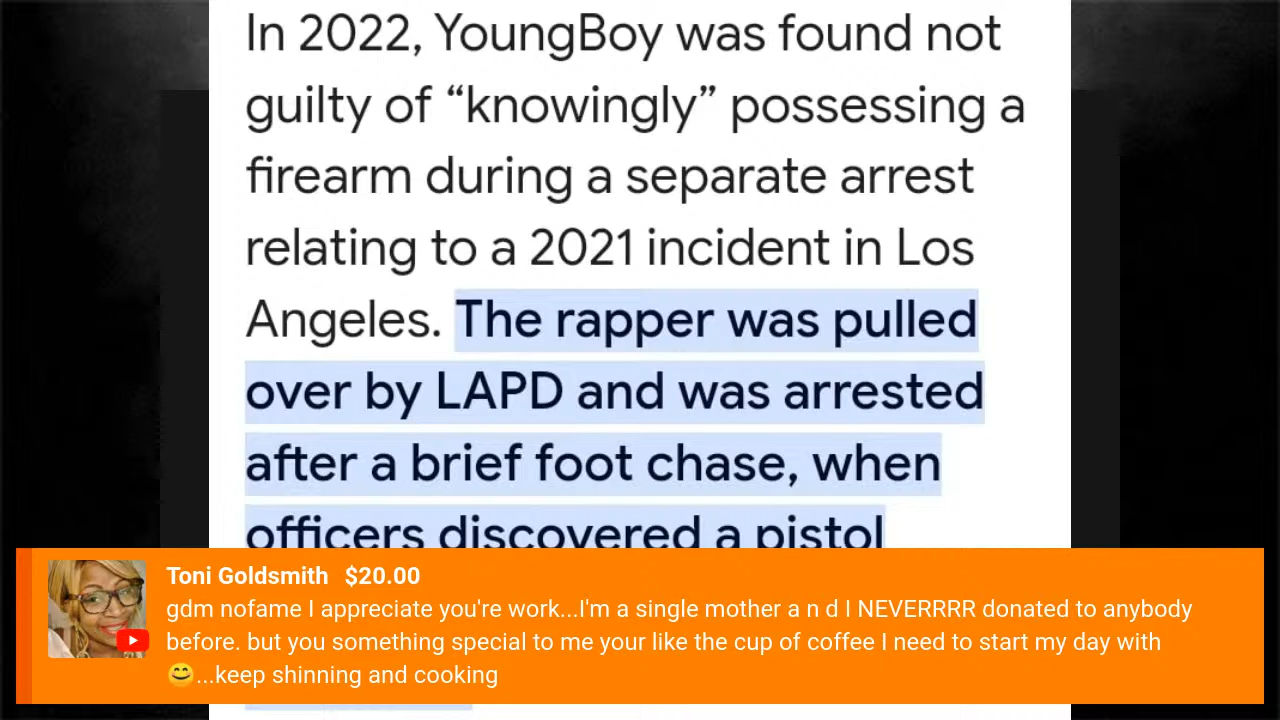 In 2022, YoungBoy was found not
guilty of “knowingly” possessing a
firearm during a separate arrest
relating to a 2021 incident in Los
Angeles. The rapper was pulled
over by LAPD and was arrested
after a brief foot chase, when
officers discovered a pistol
Toni Goldsmith $20.00
gdm nofame I appreciate you're work...I'm a single mother a n d I NEVERRRR donated to anybody
before. but you something special to me your like the cup of coffee I need to start my day with
😊...keep shinning and cooking